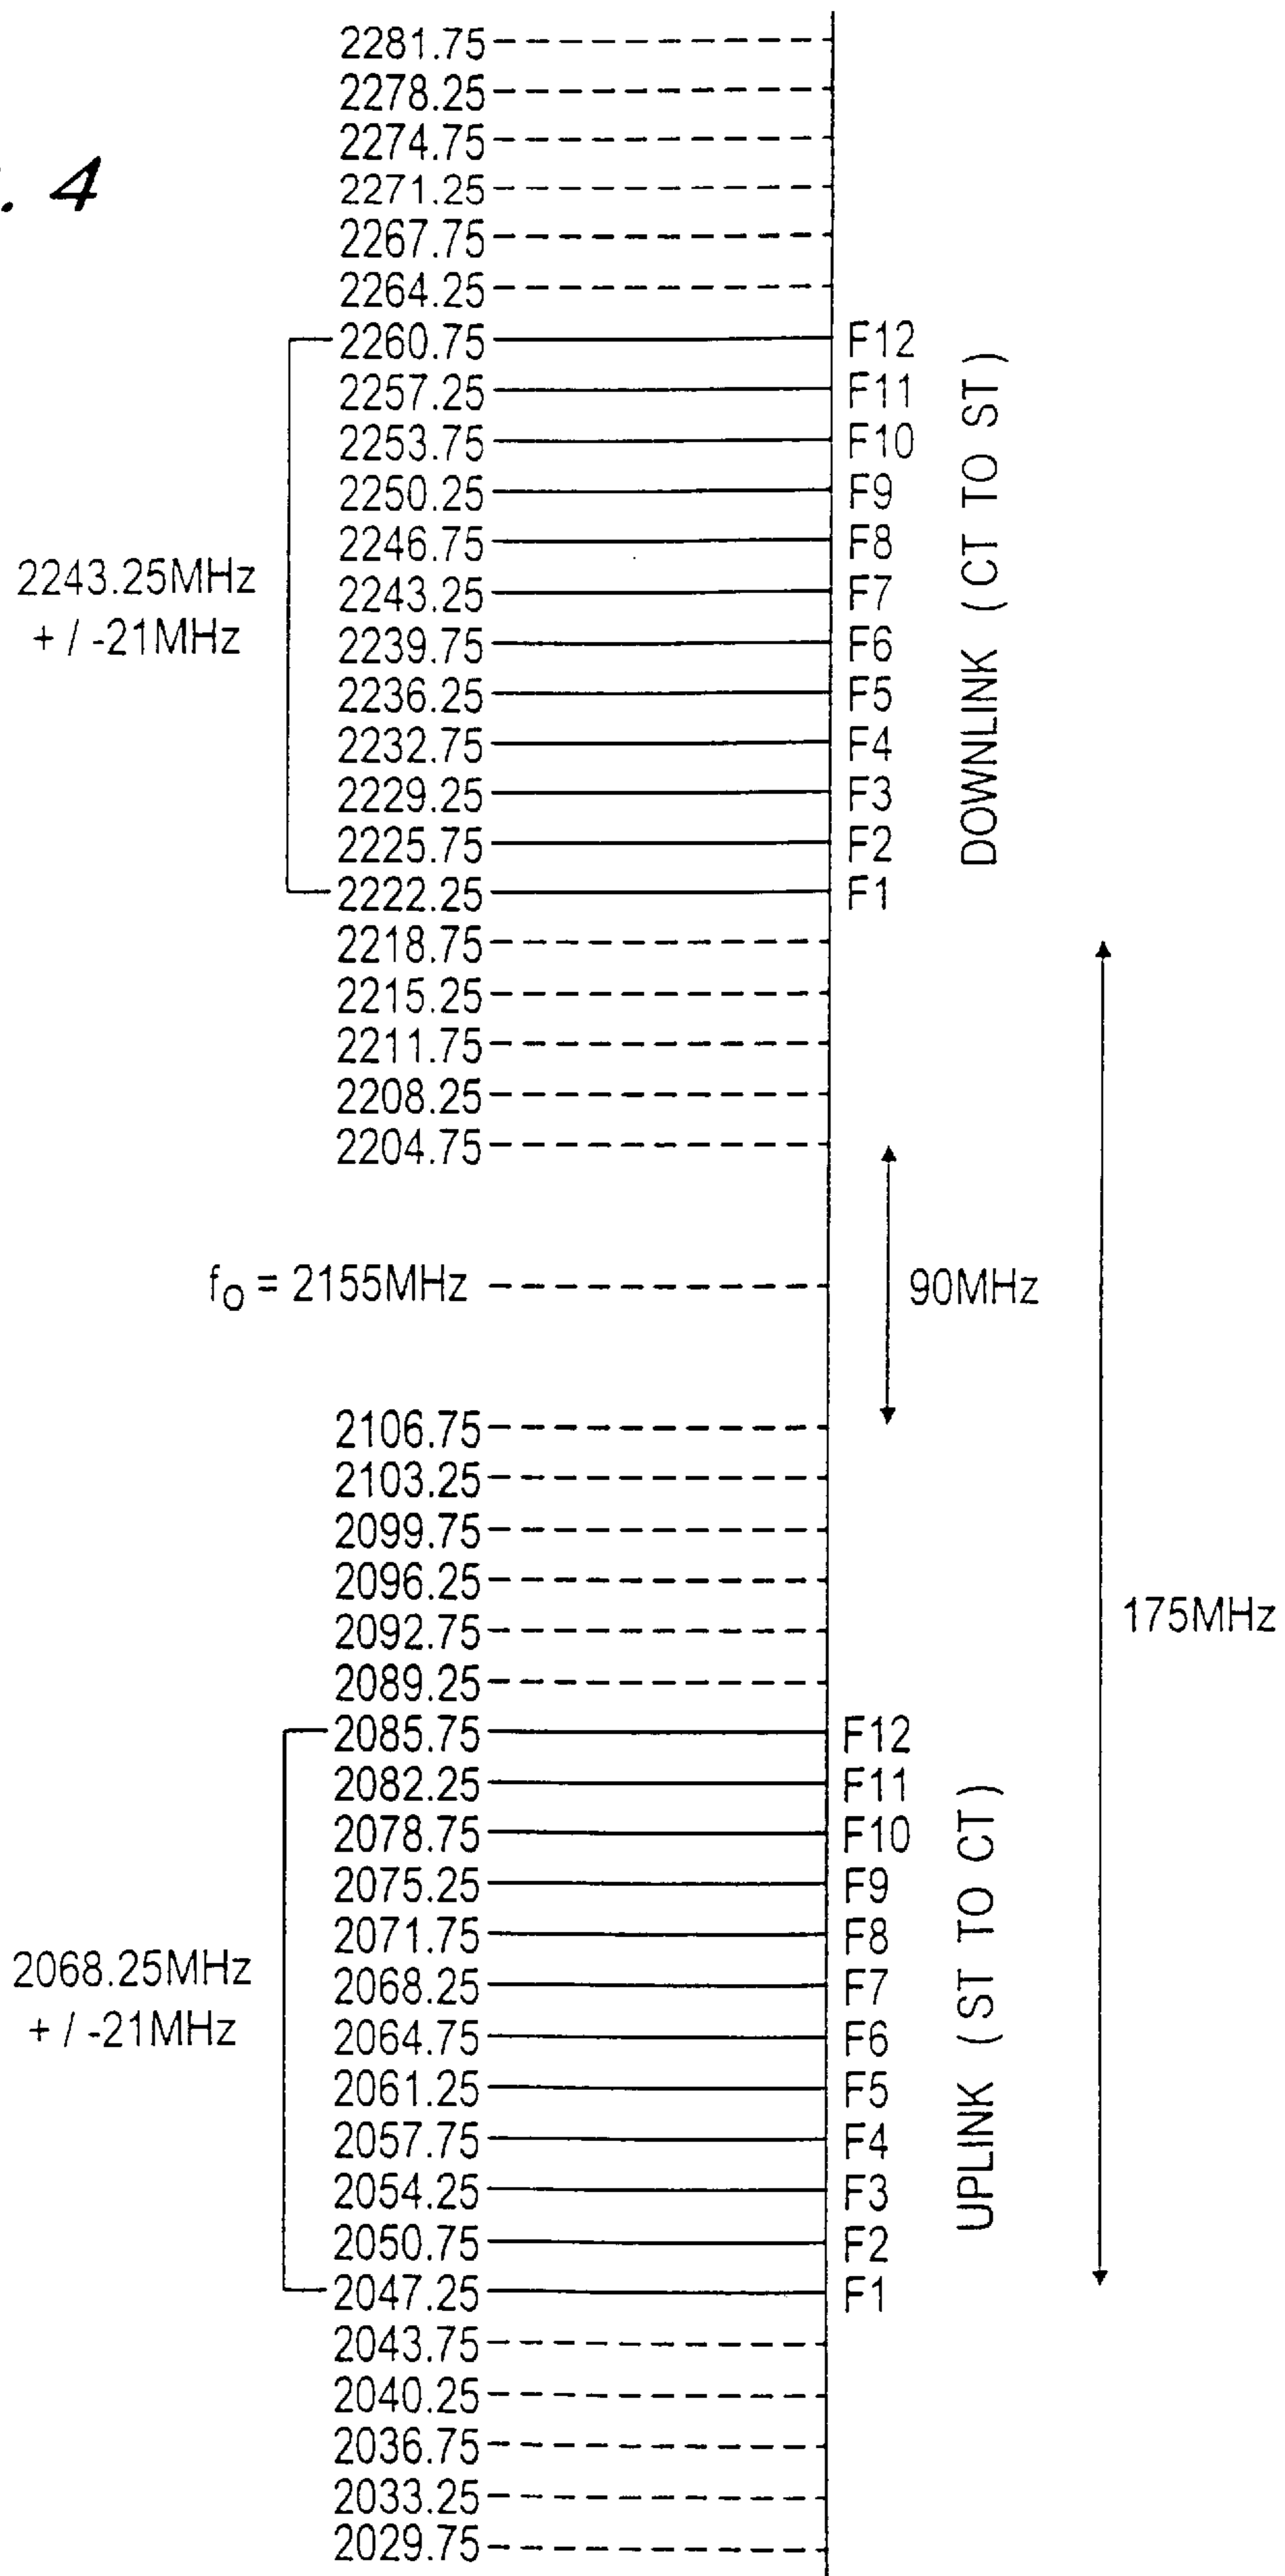 . 4
2281.75
2278.25
2274.75
2271.25
2267.75
2264.25
2260.75 F12
2257.25 F11
2253.75 F10
2250.25 F9
2246.75 F8
2243.25 F7
2239.75 F6
2236.25 F5
2232.75 F4
2229.25 F3
2225.75 F2
2222.25 F1
2243.25MHz
+ / -21MHz
DOWNLINK (CT TO ST)
2218.75
2215.25
2211.75
2208.25
2204.75
fo = 2155MHz
90MHz
175MHz
2106.75
2103.25
2099.75
2096.25
2092.75
2089.25
2085.75 F12
2082.25 F11
2078.75 F10
2075.25 F9
2071.75 F8
2068.25 F7
2064.75 F6
2061.25 F5
2057.75 F4
2054.25 F3
2050.75 F2
2047.25 F1
2068.25MHz
+ / -21MHz
UPLINK (ST TO CT)
2043.75
2040.25
2036.75
2033.25
2029.75